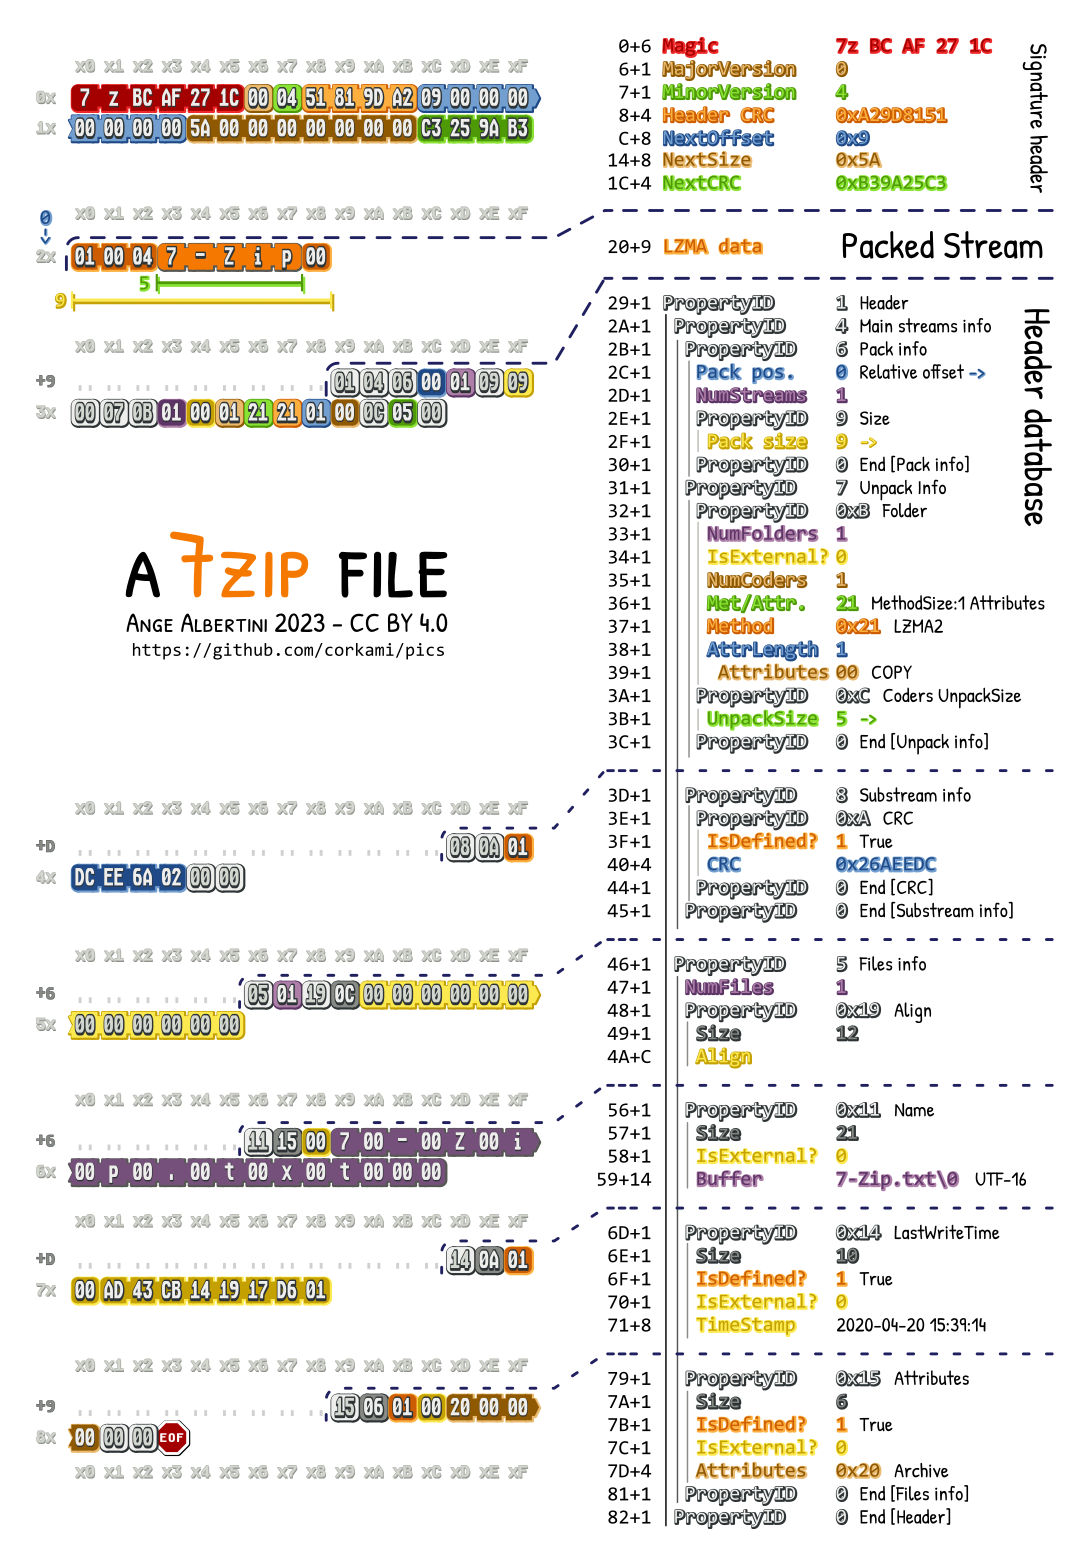 x0 x1 x2 x3 x4 x5 x6 x7 x8 x9 xA xB xC xD xE xF
0x 7 z BC AF 27 1C 00 04 51 81 9D A2 09 00 00 00
1x 00 00 00 00 5A 00 00 00 00 00 00 00 C3 25 9A B3
0+6 Magic 7z BC AF 27 1C
6+1 MajorVersion 0
7+1 MinorVersion 4
8+4 Header CRC 0xA29D8151
C+8 NextOffset 0x9
14+8 NextSize 0x5A
1C+4 NextCRC 0xB39A25C3
Signature header
x0 x1 x2 x3 x4 x5 x6 x7 x8 x9 xA xB xC xD xE xF
0
2x 01 00 04 7 - Z i p 00
5
9
20+9 LZMA data
Packed Stream
x0 x1 x2 x3 x4 x5 x6 x7 x8 x9 xA xB xC xD xE xF
+9 .. .. .. .. .. .. .. .. .. 01 04 06 00 01 09 09
3x 00 07 0B 01 00 01 21 21 01 00 0C 05 00
29+1 PropertyID 1 Header
2A+1 PropertyID 4 Main streams info
2B+1 PropertyID 6 Pack info
2C+1 Pack pos. 0 Relative offset ->
2D+1 NumStreams 1
2E+1 PropertyID 9 Size
2F+1 Pack size 9 ->
30+1 PropertyID 0 End [Pack info]
31+1 PropertyID 7 Unpack Info
32+1 PropertyID 0xB Folder
33+1 NumFolders 1
34+1 IsExternal? 0
35+1 NumCoders 1
36+1 Met/Attr. 21 MethodSize:1 Attributes
37+1 Method 0x21 LZMA2
38+1 AttrLength 1
39+1 Attributes 00 COPY
3A+1 PropertyID 0xC Coders UnpackSize
3B+1 UnpackSize 5 ->
3C+1 PropertyID 0 End [Unpack info]
Header database
A 7ZIP FILE
ANGE ALBERTINI 2023 - CC BY 4.0
https://github.com/corkami/pics
x0 x1 x2 x3 x4 x5 x6 x7 x8 x9 xA xB xC xD xE xF
+D .. .. .. .. .. .. .. .. .. .. .. .. .. 08 0A 01
4x DC EE 6A 02 00 00
3D+1 PropertyID 8 Substream info
3E+1 PropertyID 0xA CRC
3F+1 IsDefined? 1 True
40+4 CRC 0x26AEEDC
44+1 PropertyID 0 End [CRC]
45+1 PropertyID 0 End [Substream info]
x0 x1 x2 x3 x4 x5 x6 x7 x8 x9 xA xB xC xD xE xF
+6 .. .. .. .. .. .. 05 01 19 0C 00 00 00 00 00 00
5x 00 00 00 00 00 00
46+1 PropertyID 5 Files info
47+1 NumFiles 1
48+1 PropertyID 0x19 Align
49+1 Size 12
4A+C Align
x0 x1 x2 x3 x4 x5 x6 x7 x8 x9 xA xB xC xD xE xF
+6 .. .. .. .. .. .. 11 15 00 7 00 - 00 Z 00 i
6x 00 p 00 . 00 t 00 x 00 t 00 00 00
56+1 PropertyID 0x11 Name
57+1 Size 21
58+1 IsExternal? 0
59+14 Buffer 7-Zip.txt\0 UTF-16
x0 x1 x2 x3 x4 x5 x6 x7 x8 x9 xA xB xC xD xE xF
+D .. .. .. .. .. .. .. .. .. .. .. .. .. 14 0A 01
7x 00 AD 43 CB 14 19 17 D6 01
6D+1 PropertyID 0x14 LastWriteTime
6E+1 Size 10
6F+1 IsDefined? 1 True
70+1 IsExternal? 0
71+8 TimeStamp 2020-04-20 15:39:14
x0 x1 x2 x3 x4 x5 x6 x7 x8 x9 xA xB xC xD xE xF
+9 .. .. .. .. .. .. .. .. .. 15 06 01 00 20 00 00
8x 00 00 00 EOF
x0 x1 x2 x3 x4 x5 x6 x7 x8 x9 xA xB xC xD xE xF
79+1 PropertyID 0x15 Attributes
7A+1 Size 6
7B+1 IsDefined? 1 True
7C+1 IsExternal? 0
7D+4 Attributes 0x20 Archive
81+1 PropertyID 0 End [Files info]
82+1 PropertyID 0 End [Header]